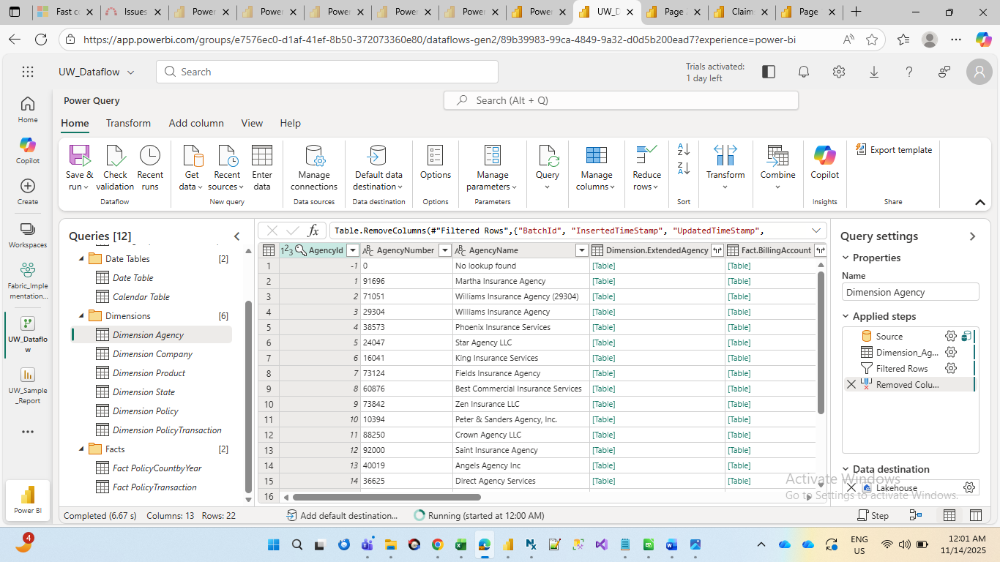 Fast c
Issues
Power
Power
Power
Power
Power
Power
UW_D
Page
Claim
Page
https://app.powerbi.com/groups/e7576ec0-d1af-41ef-8b50-372073360e80/dataflows-gen2/89b39983-99ca-4849-9a32-d0d5b200ead7?experience=power-bi
UW_Dataflow
Search
Trials activated:
1 day left
Power Query
Search (Alt + Q)
Home Transform Add column View Help
Save & run
Check validation
Recent runs
Dataflow
Get data
Recent sources
Enter data
New query
Manage connections
Data sources
Default data destination
Data destination
Options
Options
Manage parameters
Parameters
Query
Manage columns
Reduce rows
A Z
Z A
Sort
Transform
Combine
Copilot
Insights
Export template
Share
Home
Copilot
Create
Workspaces
Fabric_Imple
mentation...
UW_Dataflo
w
UW_Sample
_Report
Power BI
Queries [12]
Date Tables [2]
Date Table
Calendar Table
Dimensions [6]
Dimension Agency
Dimension Company
Dimension Product
Dimension State
Dimension Policy
Dimension PolicyTransaction
Facts [2]
Fact PolicyCountbyYear
Fact PolicyTransaction
fx
Table.RemoveColumns(#"Filtered Rows",{"BatchId", "InsertedTimeStamp", "UpdatedTimeStamp",
123 AgencyId ABC AgencyNumber ABC AgencyName Dimension.ExtendedAgency Fact.BillingAccount
1 -1 0 No lookup found [Table] [Table]
2 1 91696 Martha Insurance Agency [Table] [Table]
3 2 71051 Williams Insurance Agency (29304) [Table] [Table]
4 3 29304 Williams Insurance Agency [Table] [Table]
5 4 38573 Phoenix Insurance Services [Table] [Table]
6 5 24047 Star Agency LLC [Table] [Table]
7 6 16041 King Insurance Services [Table] [Table]
8 7 73124 Fields Insurance Agency [Table] [Table]
9 8 60876 Best Commercial Insurance Services [Table] [Table]
10 9 73842 Zen Insurance LLC [Table] [Table]
11 10 10394 Peter & Sanders Agency, Inc. [Table] [Table]
12 11 88250 Crown Agency LLC [Table] [Table]
13 12 92000 Saint Insurance Agency [Table] [Table]
14 13 40019 Angels Agency Inc [Table] [Table]
15 14 36625 Direct Agency Services [Table] [Table]
16
Query settings
Properties
Name
Dimension Agency
Applied steps
Source
Dimension_Ag...
Filtered Rows
Removed Colu...
Data destination
Lakehouse
Activate Windows
Go to Settings to activate Windows.
Completed (6.67 s) Columns: 13 Rows: 22
Add default destination...
Running (started at 12:00 AM)
Step
4
ENG
US
12:01 AM
11/14/2025